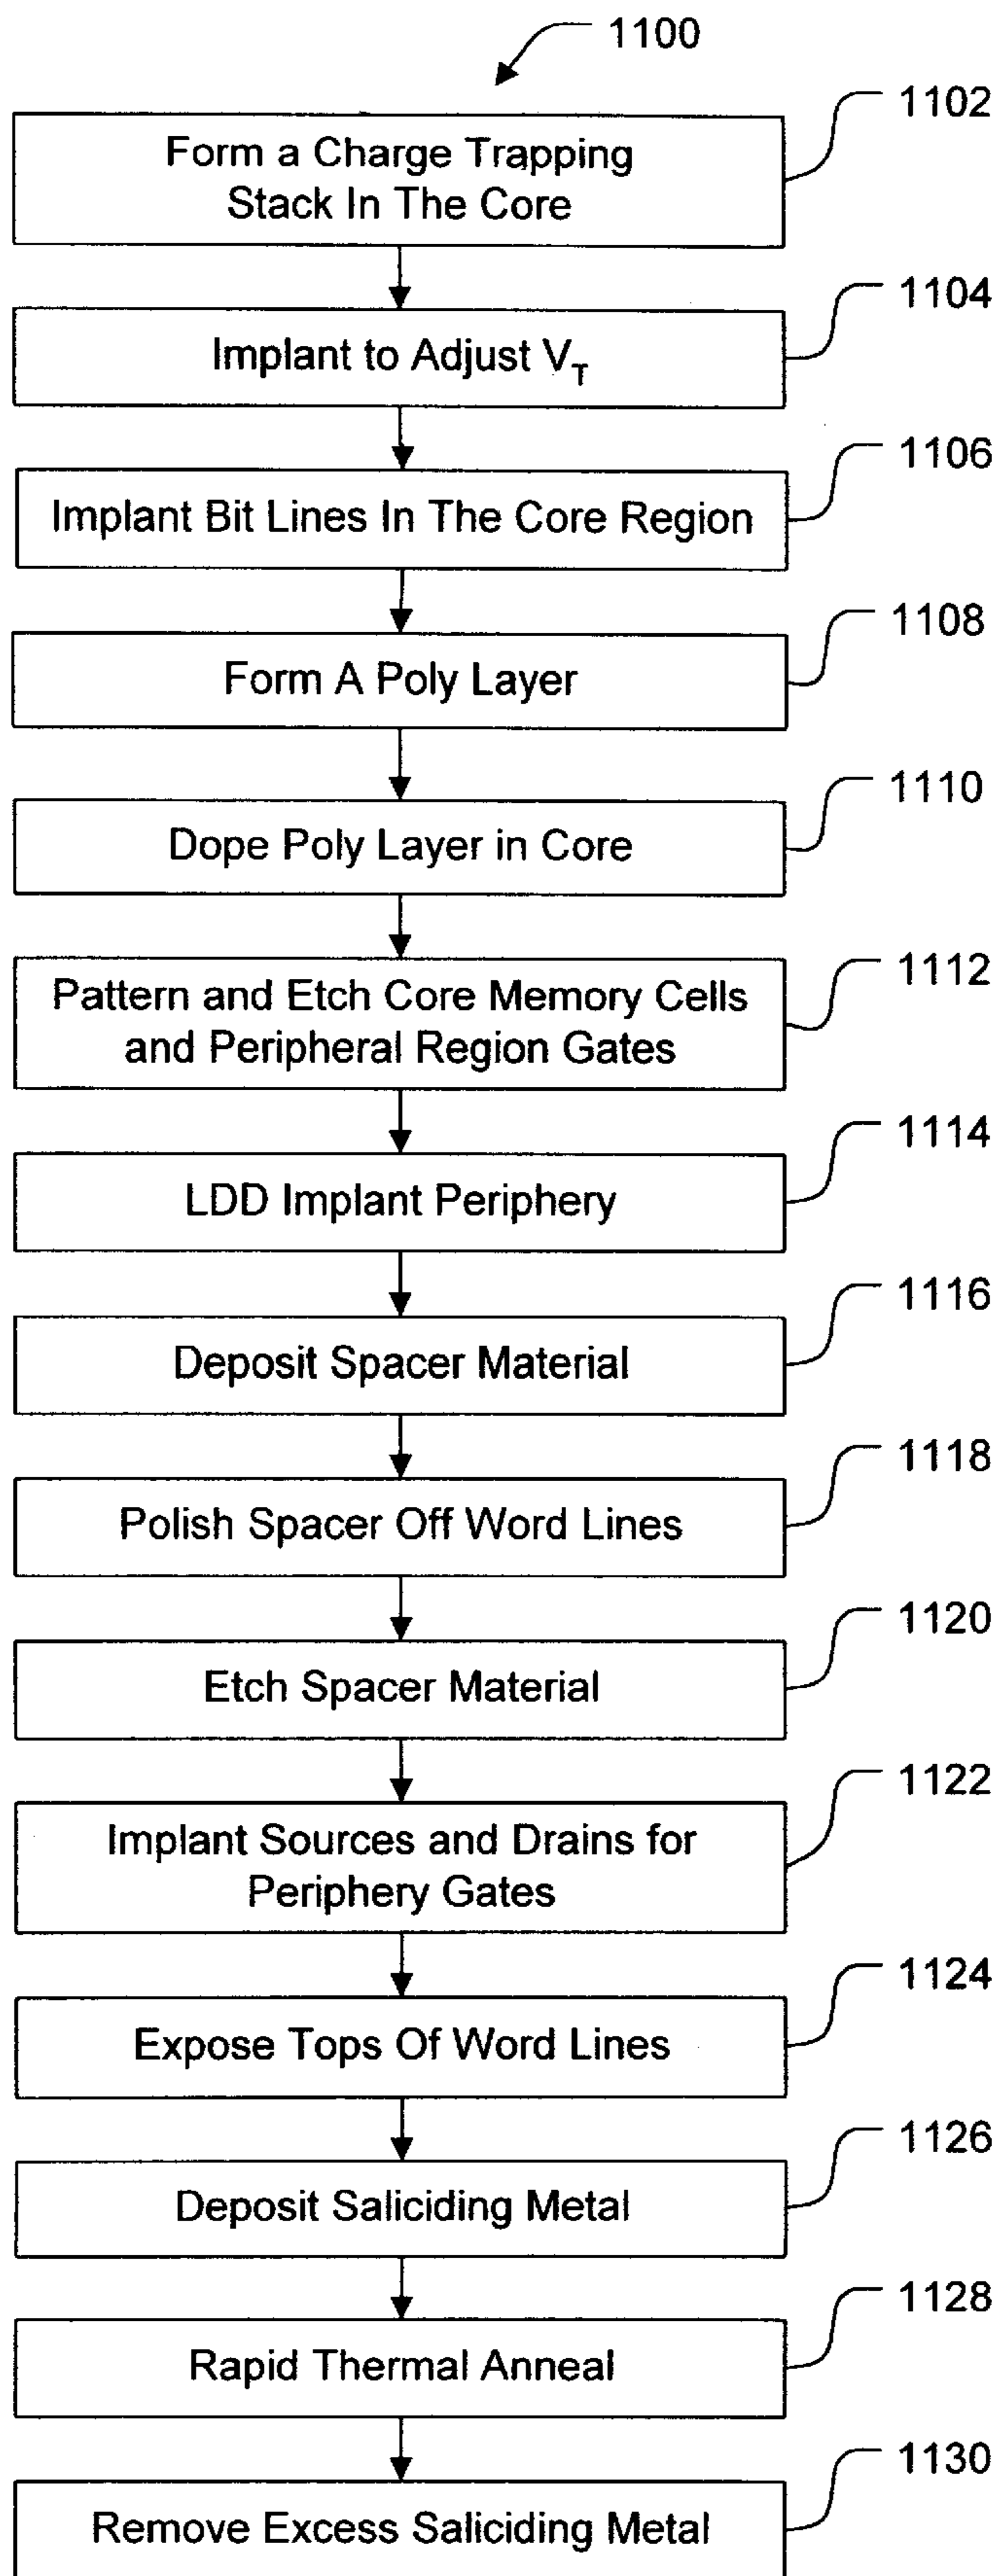 1100
1102
Form a Charge Trapping
Stack In The Core
1104
Implant to Adjust VT
1106
Implant Bit Lines In The Core Region
1108
Form A Poly Layer
1110
Dope Poly Layer in Core
1112
Pattern and Etch Core Memory Cells
and Peripheral Region Gates
1114
LDD Implant Periphery
1116
Deposit Spacer Material
1118
Polish Spacer Off Word Lines
1120
Etch Spacer Material
1122
Implant Sources and Drains for
Periphery Gates
1124
Expose Tops Of Word Lines
1126
Deposit Saliciding Metal
1128
Rapid Thermal Anneal
1130
Remove Excess Saliciding Metal